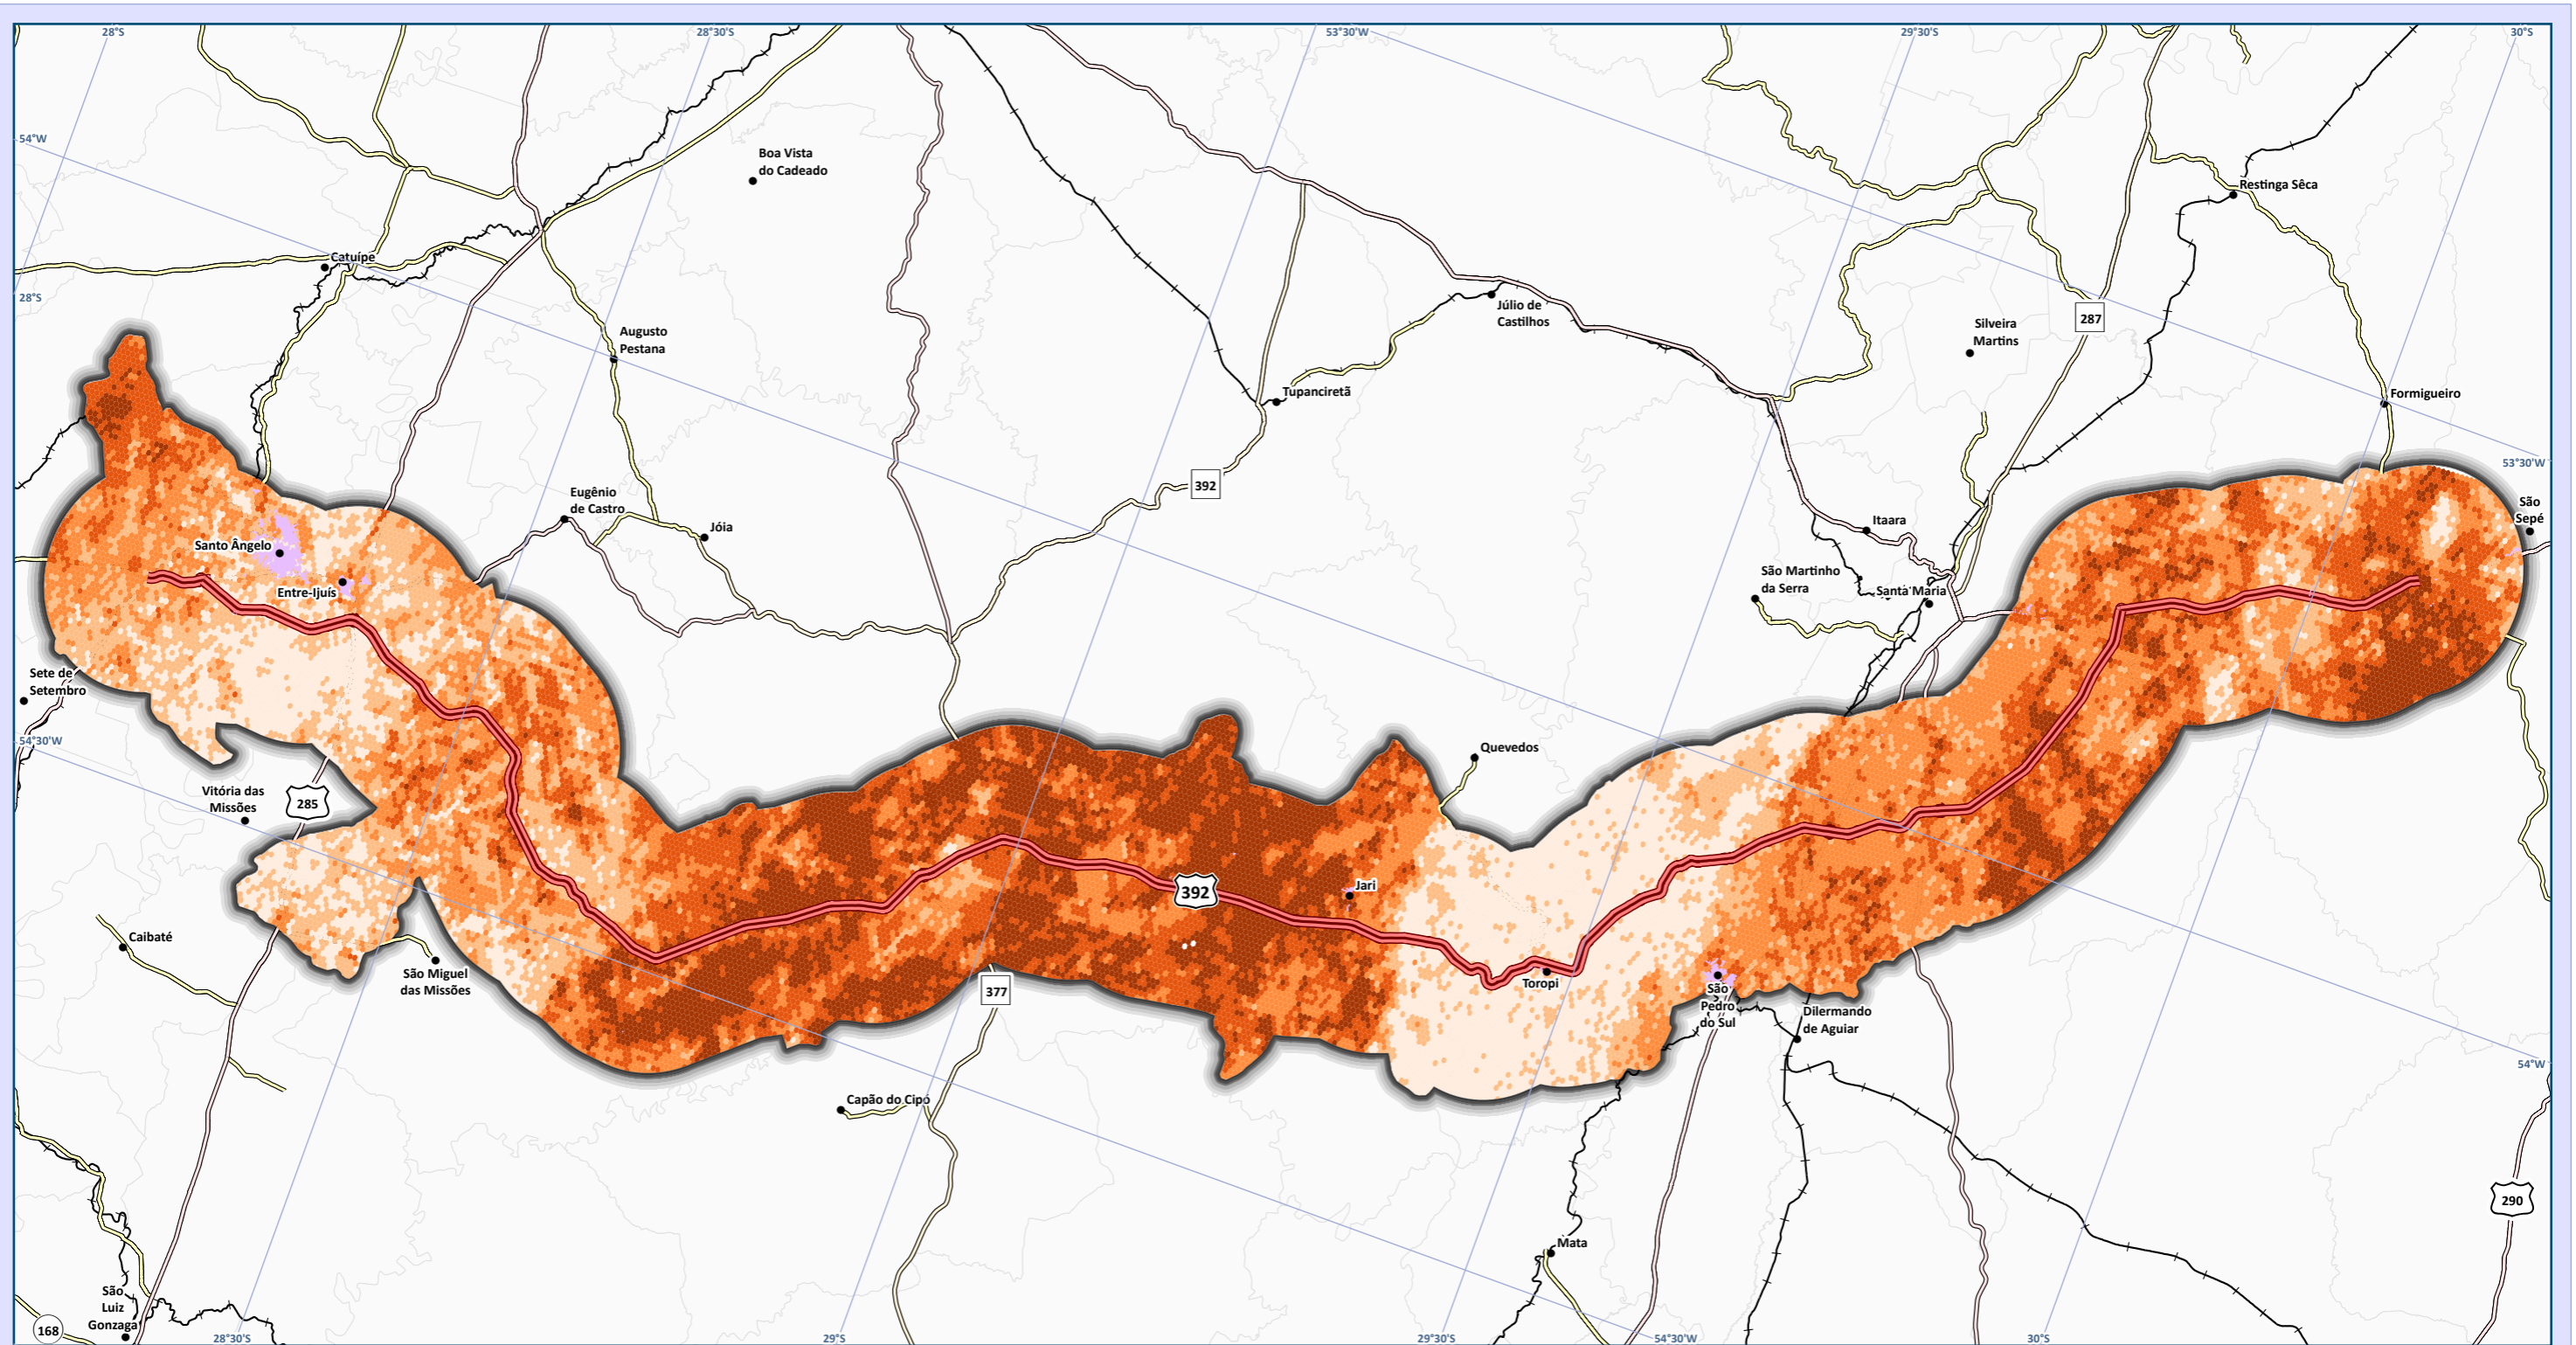 28°S
28°30'S
53°30'W
29°30'S
30°S
54°W
Boa Vista
do Cadeado
Restinga Sêca
Catuípe
28°S
Augusto
Pestana
Júlio de
Castilhos
287
Silveira
Martins
Tupanciretã
Formigueiro
53°30'W
392
Eugênio
de Castro
Jóia
Itaara
São
Sepé
Santo Ângelo
Entre-Ijuís
São Martinho
da Serra
Santa Maria
Sete de
Setembro
54°30'W
Quevedos
Vitória das
Missões
285
392
Jari
Caibaté
São Miguel
das Missões
377
Toropi
São
Pedro
do Sul
Dilermando
de Aguiar
54°W
Capão do Cipó
290
Mata
São
Luiz
Gonzaga
168
28°30'S
29°S
29°30'S
54°30'W
30°S